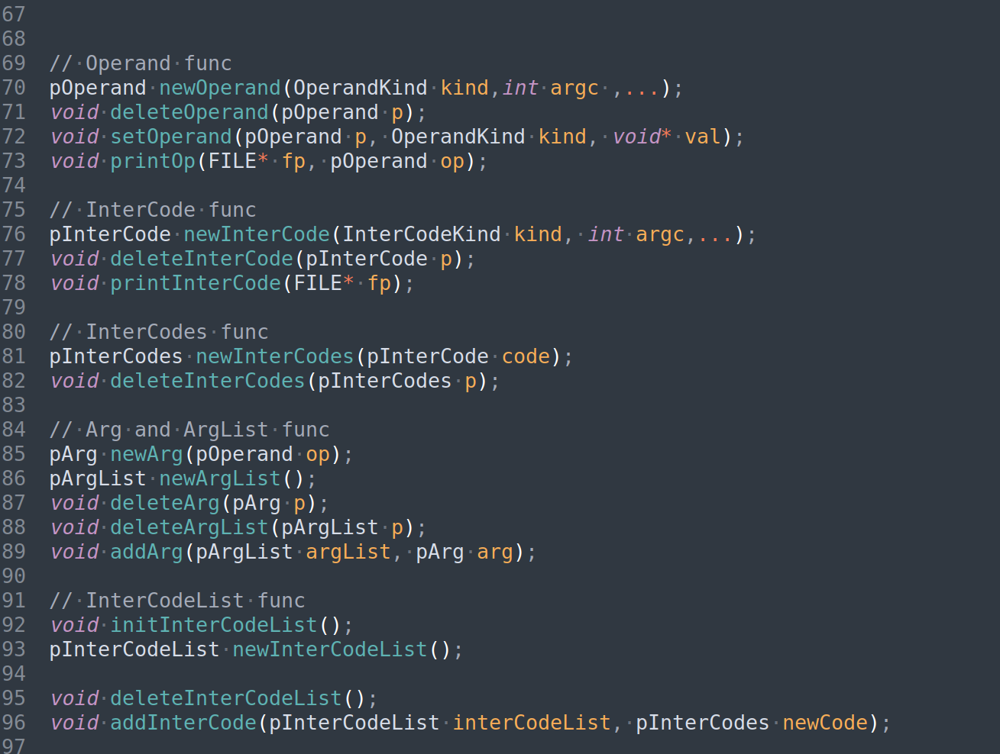 67
68
69 // Operand func
70 pOperand newOperand(OperandKind kind,int argc ,...);
71 void deleteOperand(pOperand p);
72 void setOperand(pOperand p, OperandKind kind, void* val);
73 void printOp(FILE* fp, pOperand op);
74
75 // InterCode func
76 pInterCode newInterCode(InterCodeKind kind, int argc,...);
77 void deleteInterCode(pInterCode p);
78 void printInterCode(FILE* fp);
79
80 // InterCodes func
81 pInterCodes newInterCodes(pInterCode code);
82 void deleteInterCodes(pInterCodes p);
83
84 // Arg and ArgList func
85 pArg newArg(pOperand op);
86 pArgList newArgList();
87 void deleteArg(pArg p);
88 void deleteArgList(pArgList p);
89 void addArg(pArgList argList, pArg arg);
90
91 // InterCodeList func
92 void initInterCodeList();
93 pInterCodeList newInterCodeList();
94
95 void deleteInterCodeList();
96 void addInterCode(pInterCodeList interCodeList, pInterCodes newCode);
97